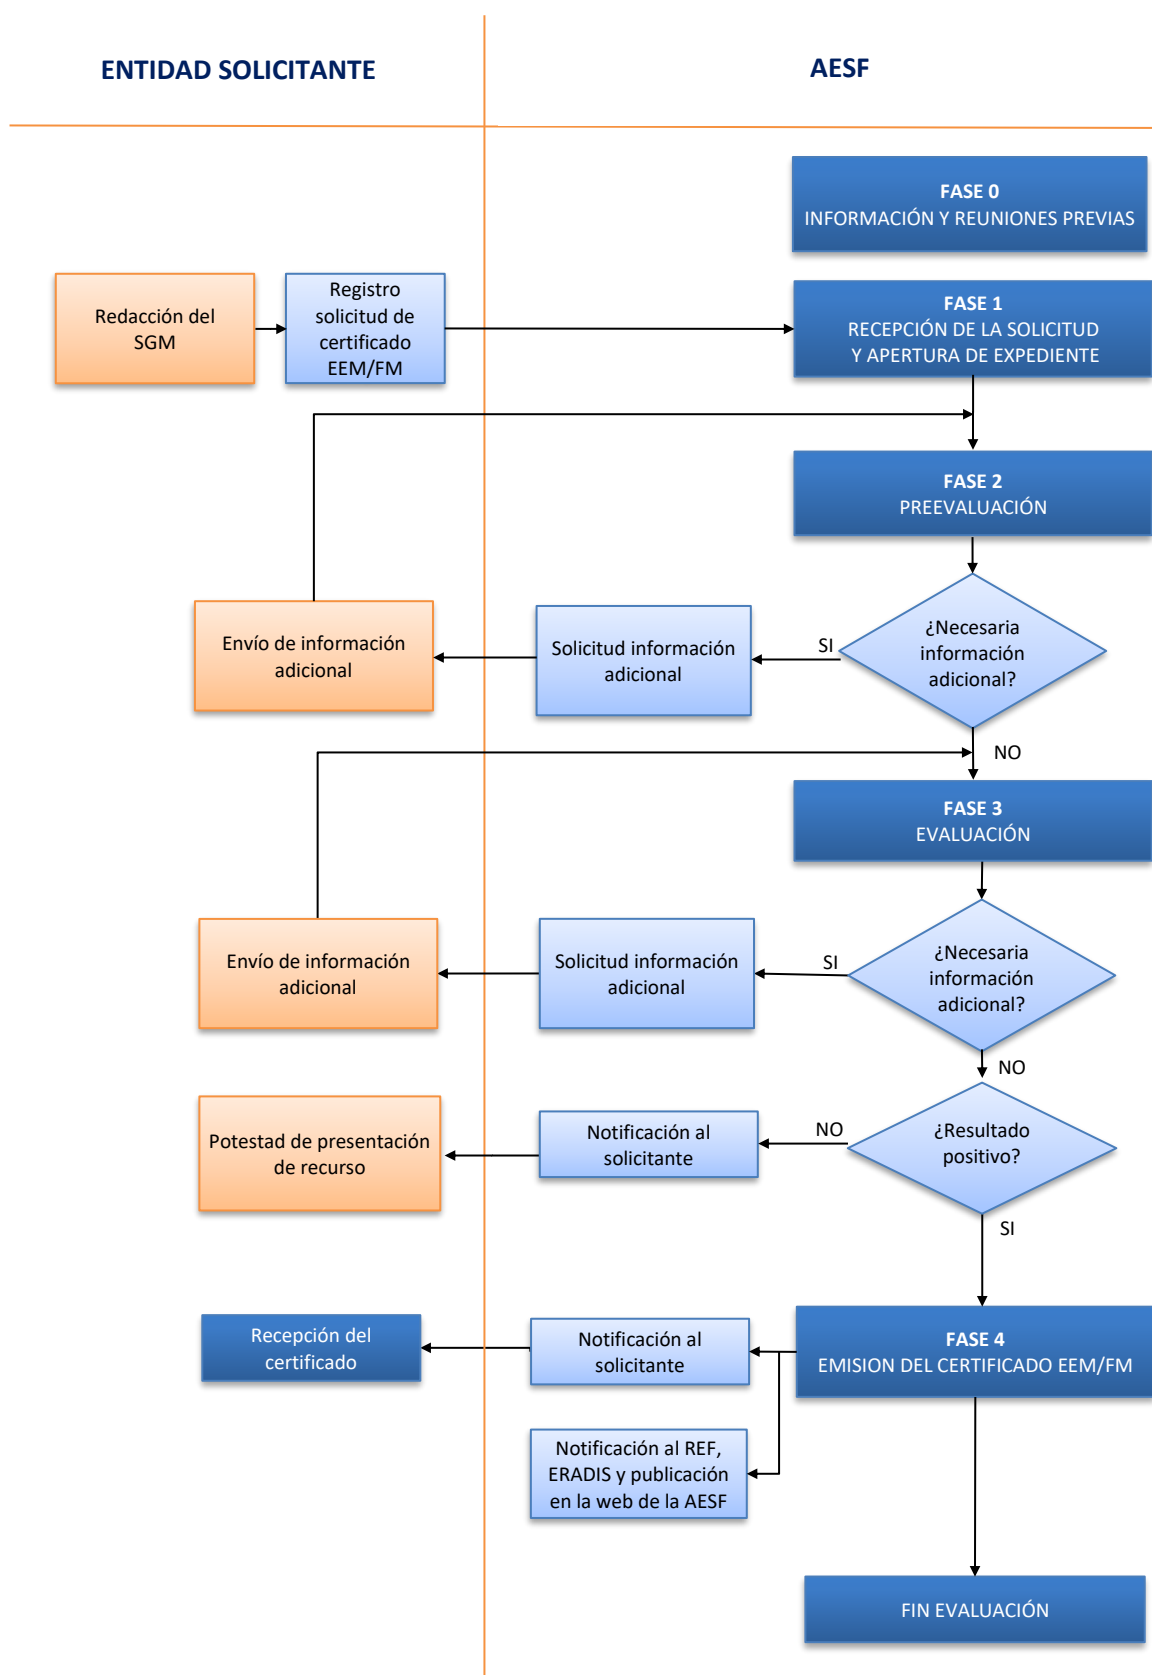 ENTIDAD SOLICITANTE
AESF
FASE 0
INFORMACIÓN Y REUNIONES PREVIAS
Redacción del
SGM
Registro
solicitud de
certificado
EEM/FM
FASE 1
RECEPCIÓN DE LA SOLICITUD
Y APERTURA DE EXPEDIENTE
FASE 2
PREEVALUACIÓN
¿Necesaria
información
adicional?
SI
Solicitud información
adicional
Envío de información
adicional
NO
FASE 3
EVALUACIÓN
¿Necesaria
información
adicional?
SI
Solicitud información
adicional
Envío de información
adicional
NO
¿Resultado
positivo?
NO
Notificación al
solicitante
Potestad de presentación
de recurso
SI
FASE 4
EMISION DEL CERTIFICADO EEM/FM
Notificación al
solicitante
Recepción del
certificado
Notificación al REF,
ERADIS y publicación
en la web de la AESF
FIN EVALUACIÓN